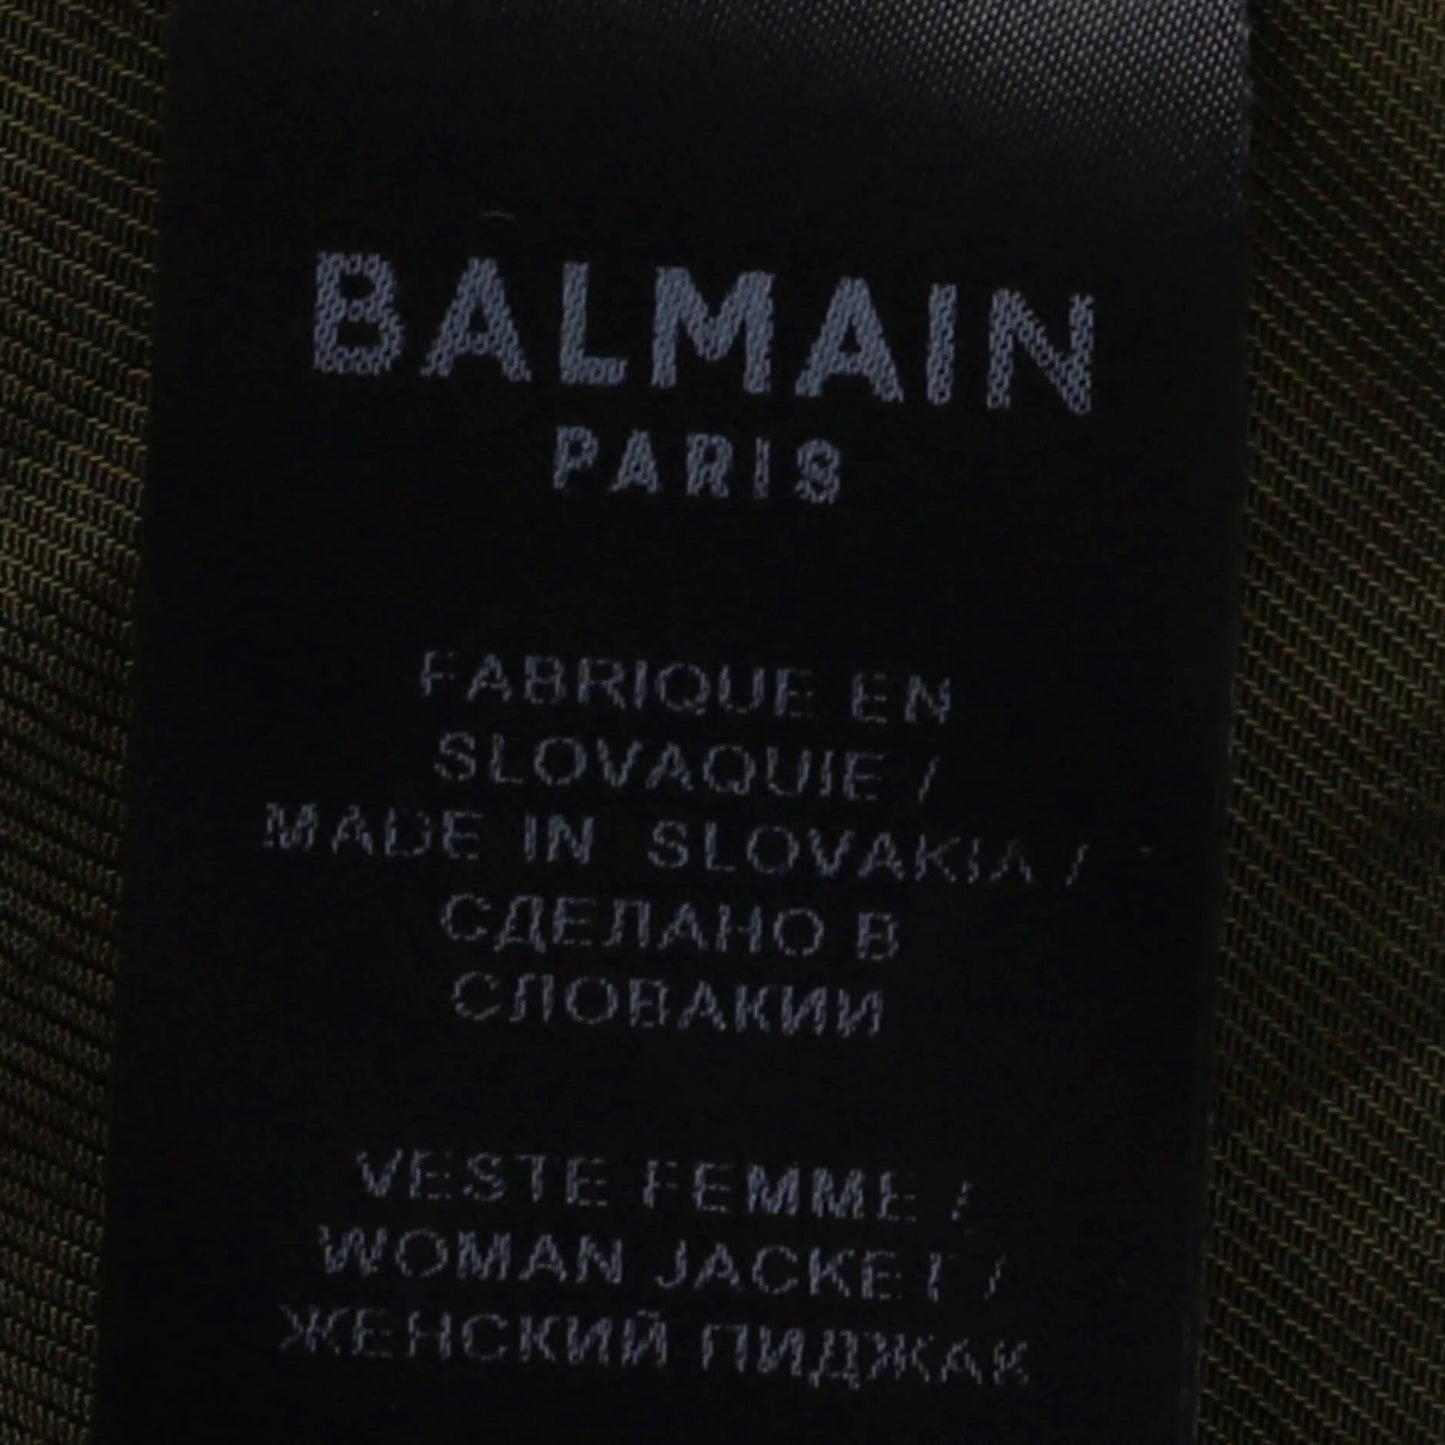 BALMAIN
PARIS
FABRIQUE EN
SLOVAQUIE /
MADE IN SLOVAKIA /
СДЕЛАНО В
СЛОВАКИИ
VESTE FEMME /
WOMAN JACKET /
ЖЕНСКИЙ ПИДЖАК